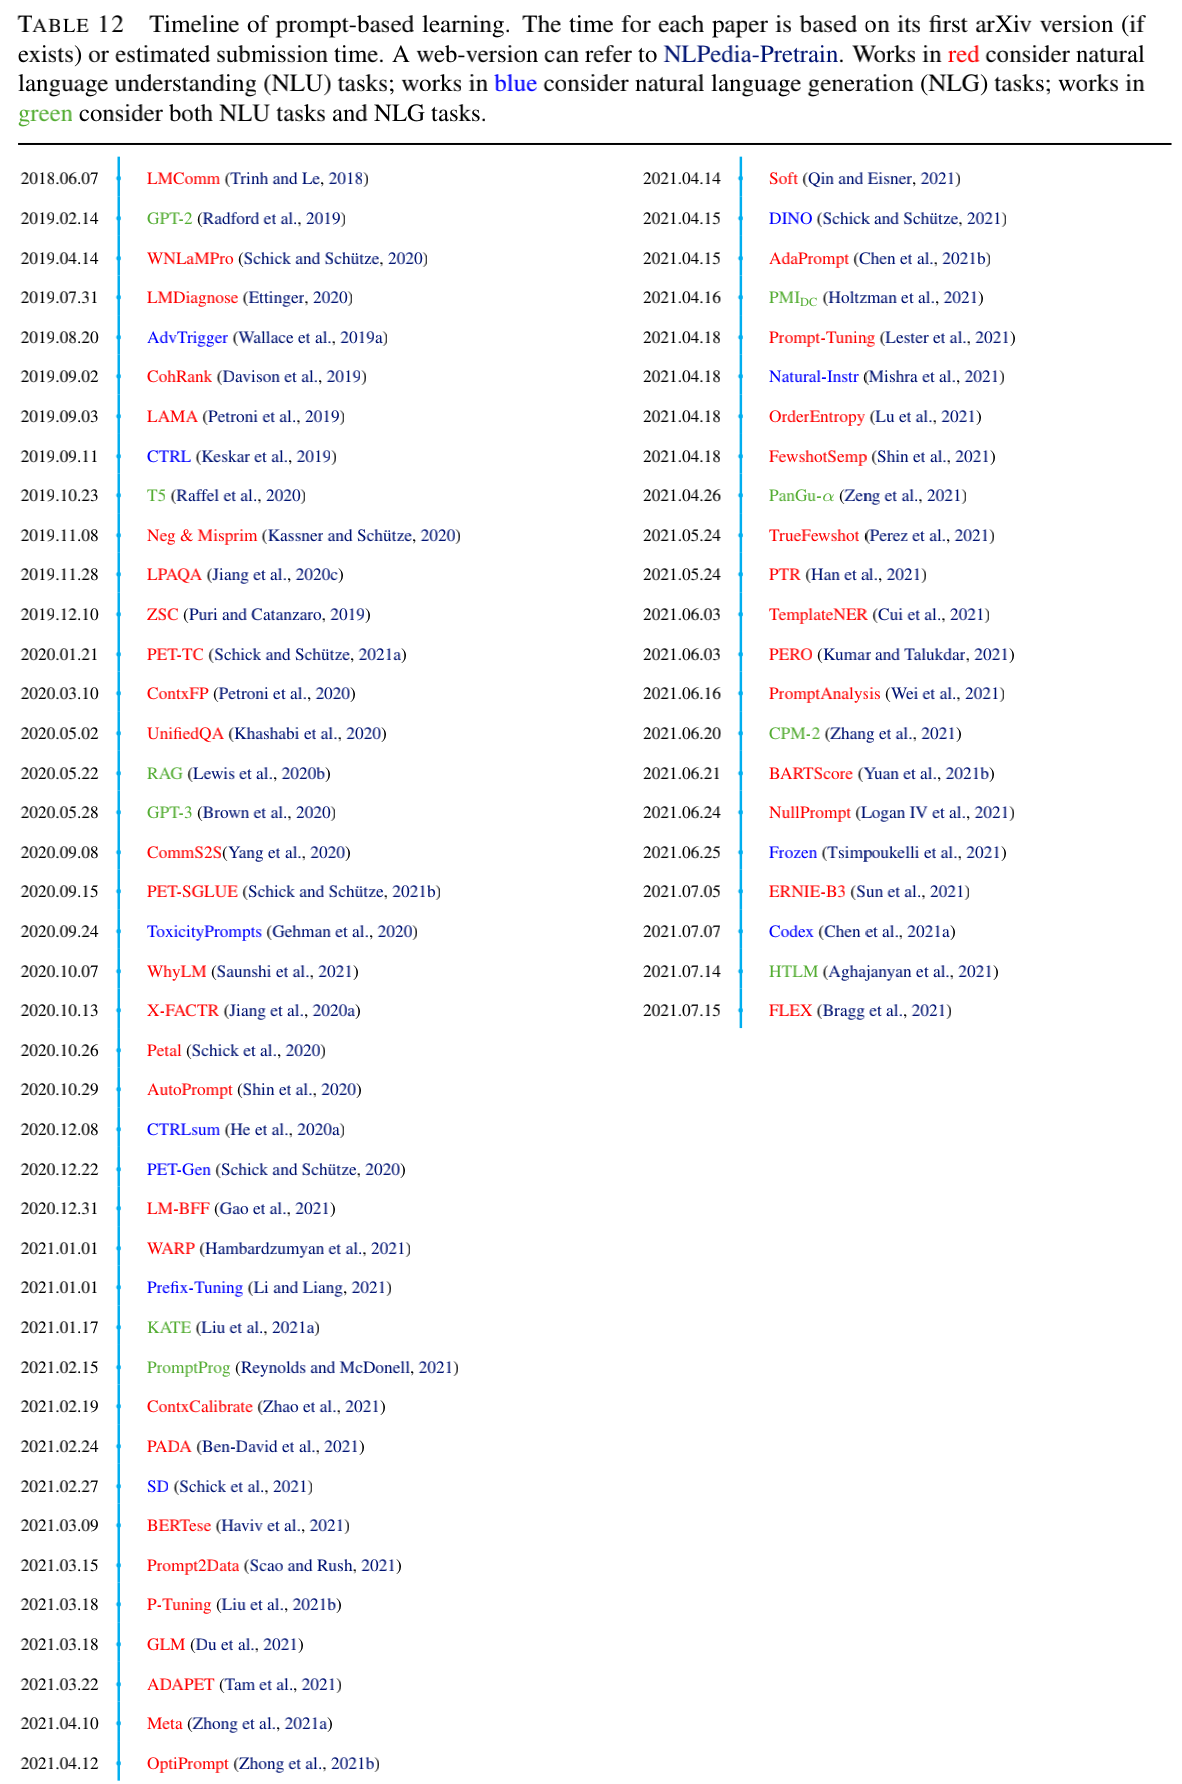 TABLE 12 Timeline of prompt-based learning. The time for each paper is based on its first arXiv version (if
exists) or estimated submission time. A web-version can refer to NLPedia-Pretrain. Works in red consider natural
language understanding (NLU) tasks; works in blue consider natural language generation (NLG) tasks; works in
green consider both NLU tasks and NLG tasks.
2018.06.07 LMComm (Trinh and Le, 2018)
2019.02.14 GPT-2 (Radford et al., 2019)
2019.04.14 WNLaMPro (Schick and Schütze, 2020)
2019.07.31 LMDiagnose (Ettinger, 2020)
2019.08.20 AdvTrigger (Wallace et al., 2019a)
2019.09.02 CohRank (Davison et al., 2019)
2019.09.03 LAMA (Petroni et al., 2019)
2019.09.11 CTRL (Keskar et al., 2019)
2019.10.23 T5 (Raffel et al., 2020)
2019.11.08 Neg & Misprim (Kassner and Schütze, 2020)
2019.11.28 LPAQA (Jiang et al., 2020c)
2019.12.10 ZSC (Puri and Catanzaro, 2019)
2020.01.21 PET-TC (Schick and Schütze, 2021a)
2020.03.10 ContxFP (Petroni et al., 2020)
2020.05.02 UnifiedQA (Khashabi et al., 2020)
2020.05.22 RAG (Lewis et al., 2020b)
2020.05.28 GPT-3 (Brown et al., 2020)
2020.09.08 CommS2S(Yang et al., 2020)
2020.09.15 PET-SGLUE (Schick and Schütze, 2021b)
2020.09.24 ToxicityPrompts (Gehman et al., 2020)
2020.10.07 WhyLM (Saunshi et al., 2021)
2020.10.13 X-FACTR (Jiang et al., 2020a)
2020.10.26 Petal (Schick et al., 2020)
2020.10.29 AutoPrompt (Shin et al., 2020)
2020.12.08 CTRLsum (He et al., 2020a)
2020.12.22 PET-Gen (Schick and Schütze, 2020)
2020.12.31 LM-BFF (Gao et al., 2021)
2021.01.01 WARP (Hambardzumyan et al., 2021)
2021.01.01 Prefix-Tuning (Li and Liang, 2021)
2021.01.17 KATE (Liu et al., 2021a)
2021.02.15 PromptProg (Reynolds and McDonell, 2021)
2021.02.19 ContxCalibrate (Zhao et al., 2021)
2021.02.24 PADA (Ben-David et al., 2021)
2021.02.27 SD (Schick et al., 2021)
2021.03.09 BERTese (Haviv et al., 2021)
2021.03.15 Prompt2Data (Scao and Rush, 2021)
2021.03.18 P-Tuning (Liu et al., 2021b)
2021.03.18 GLM (Du et al., 2021)
2021.03.22 ADAPET (Tam et al., 2021)
2021.04.10 Meta (Zhong et al., 2021a)
2021.04.12 OptiPrompt (Zhong et al., 2021b)
2021.04.14 Soft (Qin and Eisner, 2021)
2021.04.15 DINO (Schick and Schütze, 2021)
2021.04.15 AdaPrompt (Chen et al., 2021b)
2021.04.16 PMI_DC (Holtzman et al., 2021)
2021.04.18 Prompt-Tuning (Lester et al., 2021)
2021.04.18 Natural-Instr (Mishra et al., 2021)
2021.04.18 OrderEntropy (Lu et al., 2021)
2021.04.18 FewshotSemp (Shin et al., 2021)
2021.04.26 PanGu-α (Zeng et al., 2021)
2021.05.24 TrueFewshot (Perez et al., 2021)
2021.05.24 PTR (Han et al., 2021)
2021.06.03 TemplateNER (Cui et al., 2021)
2021.06.03 PERO (Kumar and Talukdar, 2021)
2021.06.16 PromptAnalysis (Wei et al., 2021)
2021.06.20 CPM-2 (Zhang et al., 2021)
2021.06.21 BARTScore (Yuan et al., 2021b)
2021.06.24 NullPrompt (Logan IV et al., 2021)
2021.06.25 Frozen (Tsimpoukelli et al., 2021)
2021.07.05 ERNIE-B3 (Sun et al., 2021)
2021.07.07 Codex (Chen et al., 2021a)
2021.07.14 HTLM (Aghajanyan et al., 2021)
2021.07.15 FLEX (Bragg et al., 2021)